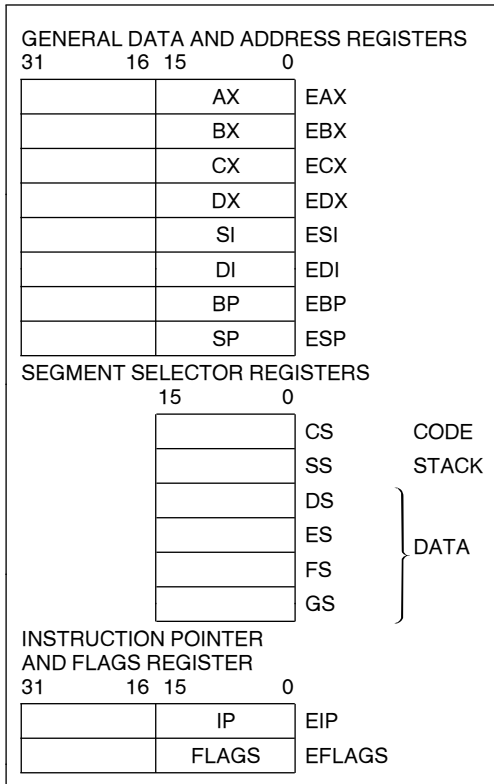 GENERAL DATA AND ADDRESS REGISTERS
31 16 15 0
AX EAX
BX EBX
CX ECX
DX EDX
SI ESI
DI EDI
BP EBP
SP ESP
SEGMENT SELECTOR REGISTERS
15 0
CS CODE
SS STACK
DS
ES
DATA
FS
GS
INSTRUCTION POINTER
AND FLAGS REGISTER
31 16 15 0
IP EIP
FLAGS EFLAGS